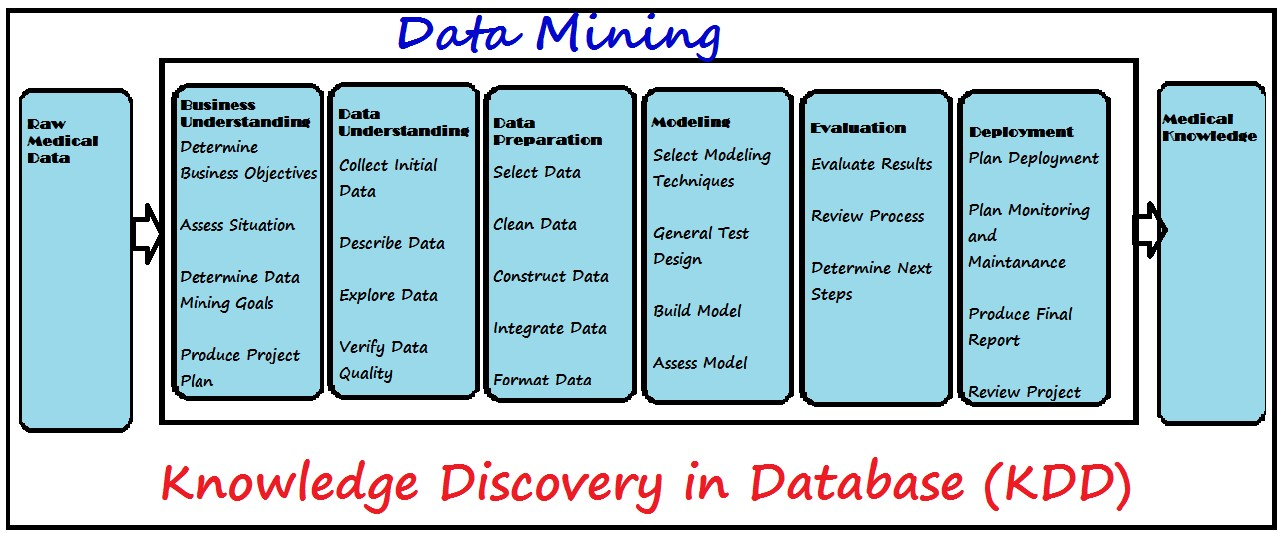 Data Mining
Raw
Medical
Data
Business
Understanding
Determine
Business Objectives
Assess Situation
Determine Data
Mining Goals
Produce Project
Plan
Data
Understanding
Collect Initial
Data
Describe Data
Explore Data
Verify Data
Quality
Data
Preparation
Select Data
Clean Data
Construct Data
Integrate Data
Format Data
Modeling
Select Modeling
Techniques
General Test
Design
Build Model
Assess Model
Evaluation
Evaluate Results
Review Process
Determine Next
Steps
Deployment
Plan Deployment
Plan Monitoring
and
Maintanance
Produce Final
Report
Review Project
Medical
Knowledge
Knowledge Discovery in Database (KDD)